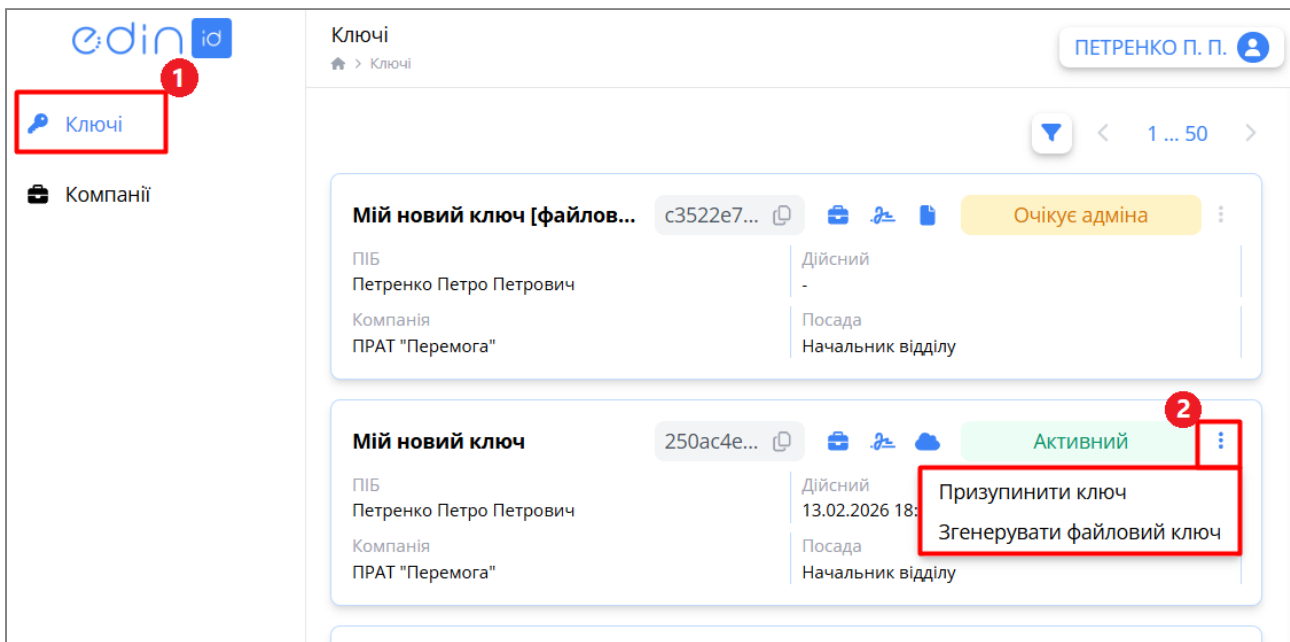 edin id
Ключі
ПЕТРЕНКО П. П.
Ключі
1
Ключі
Компанії
1 ... 50
Мій новий ключ [файлов...
c3522e7...
Очікує адміна
ПІБ
Дійсний
Петренко Петро Петрович
-
Компанія
Посада
ПРАТ "Перемога"
Начальник відділу
2
Мій новий ключ
250ac4e...
Активний
ПІБ
Дійсний
Призупинити ключ
Петренко Петро Петрович
13.02.2026 18:
Згенерувати файловий ключ
Компанія
Посада
ПРАТ "Перемога"
Начальник відділу